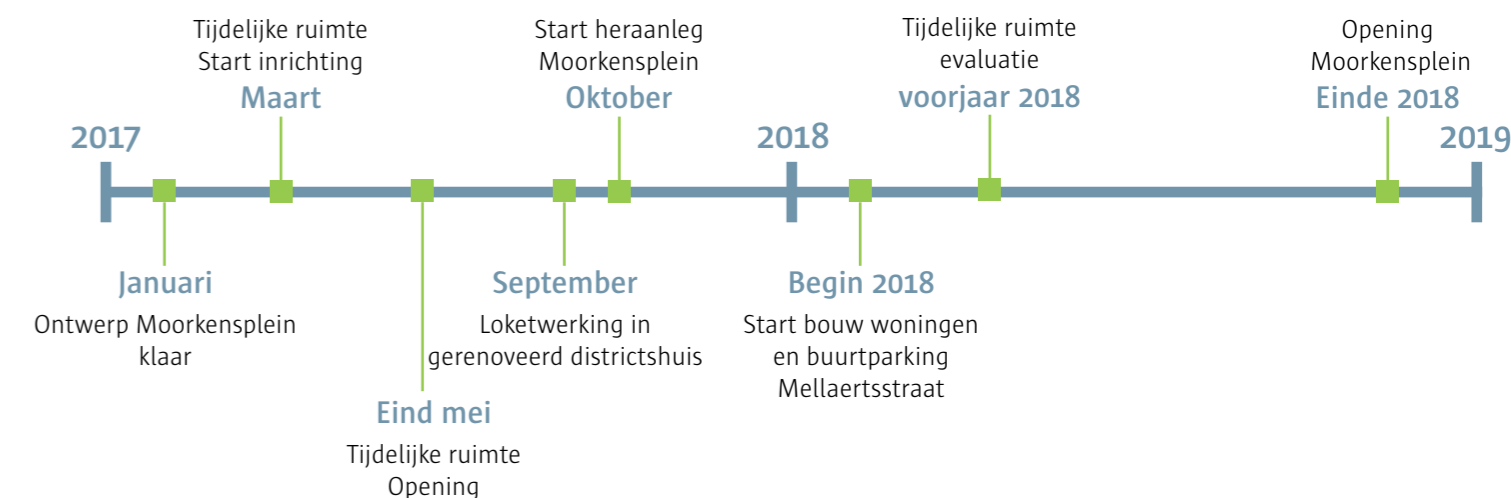 Tijdelijke ruimte
Start inrichting
Maart
Start heraanleg
Moorkensplein
Oktober
Tijdelijke ruimte
evaluatie
voorjaar 2018
Opening
Moorkensplein
Einde 2018
2017
2018
2019
Januari
Ontwerp Moorkensplein
klaar
Eind mei
Tijdelijke ruimte
Opening
September
Loketwerking in
gerenoveerd districtshuis
Begin 2018
Start bouw woningen
en buurtparking
Mellaertsstraat